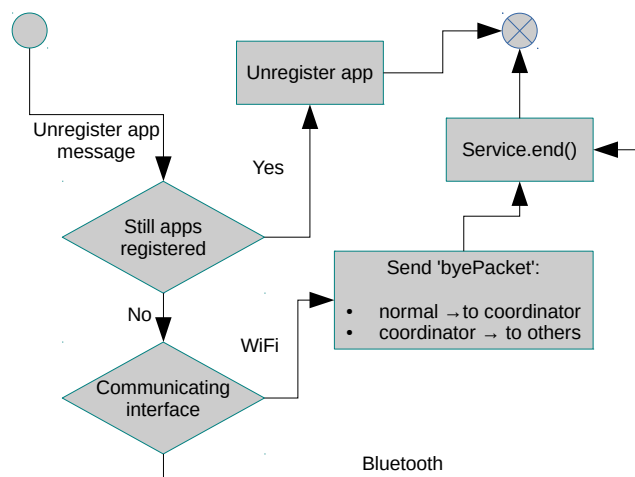 Unregister app
Unregister app
message
Service.end()
Yes
Still apps
registered
Send 'byePacket':
• normal →to coordinator
• coordinator → to others
No
WiFi
Communicating
interface
Bluetooth